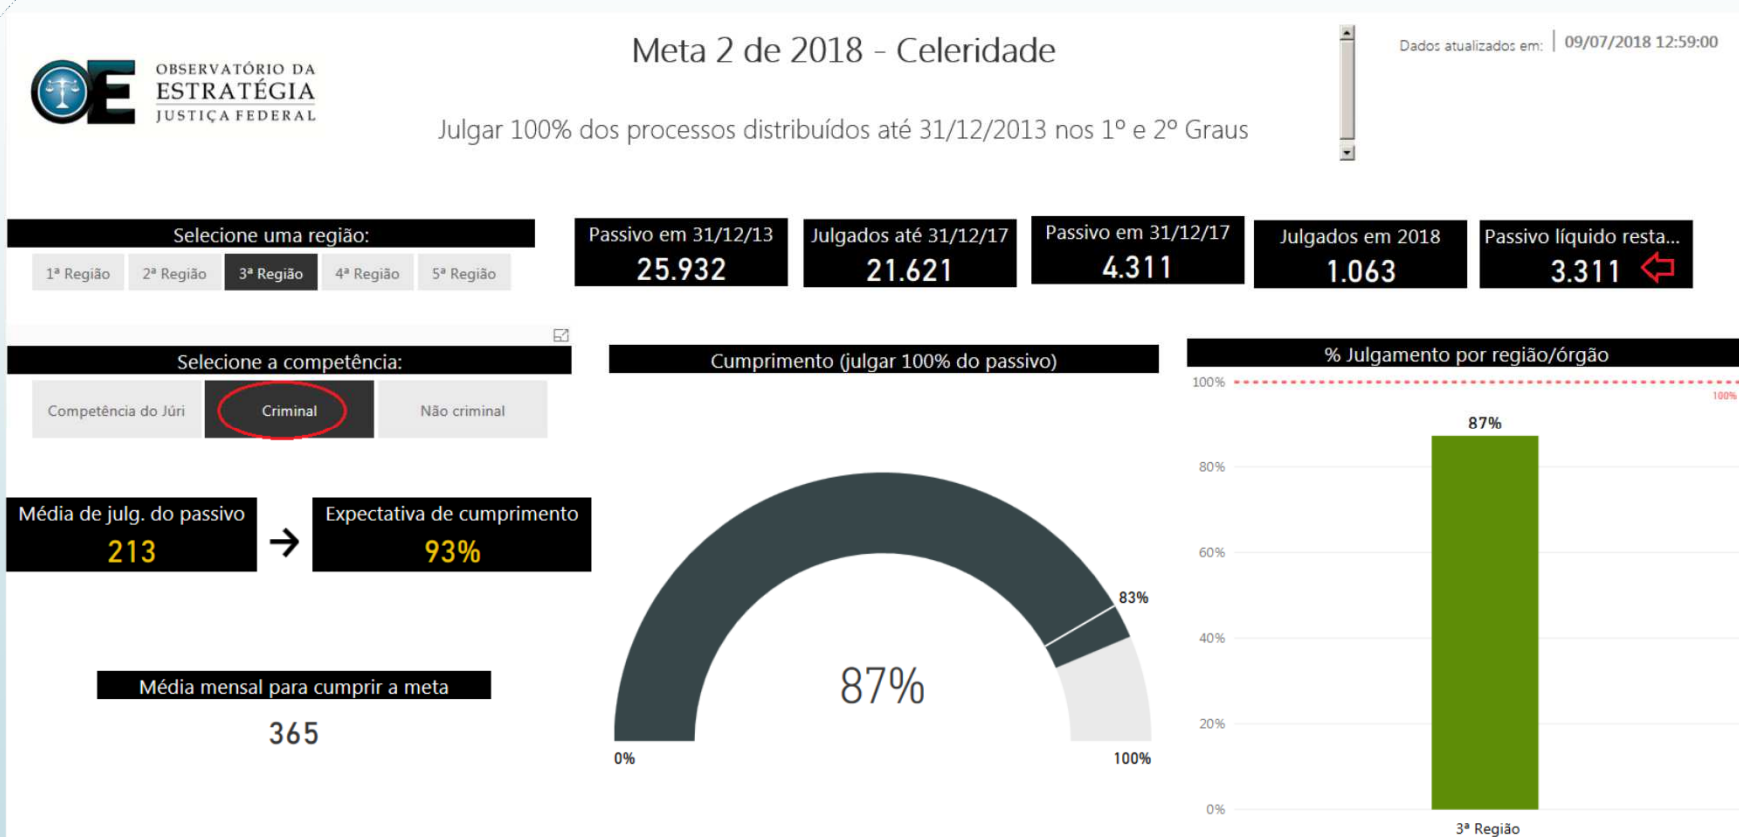 Meta 2 de 2018 - Celeridade
Dados atualizados em: 09/07/2018 12:59:00
OE OBSERVATÓRIO DA
ESTRATÉGIA
JUSTIÇA FEDERAL
Julgar 100% dos processos distribuídos até 31/12/2013 nos 1º e 2º Graus
Selecione uma região:
1ª Região 2ª Região 3ª Região 4ª Região 5ª Região
Passivo em 31/12/13
25.932
Julgados até 31/12/17
21.621
Passivo em 31/12/17
4.311
Julgados em 2018
1.063
Passivo líquido resta...
3.311
Selecione a competência:
Competência do Júri Criminal Não criminal
Média de julg. do passivo
213
Expectativa de cumprimento
93%
Média mensal para cumprir a meta
365
Cumprimento (julgar 100% do passivo)
83%
87%
0% 100%
% Julgamento por região/órgão
100%
100%
87%
80%
60%
40%
20%
0%
3ª Região